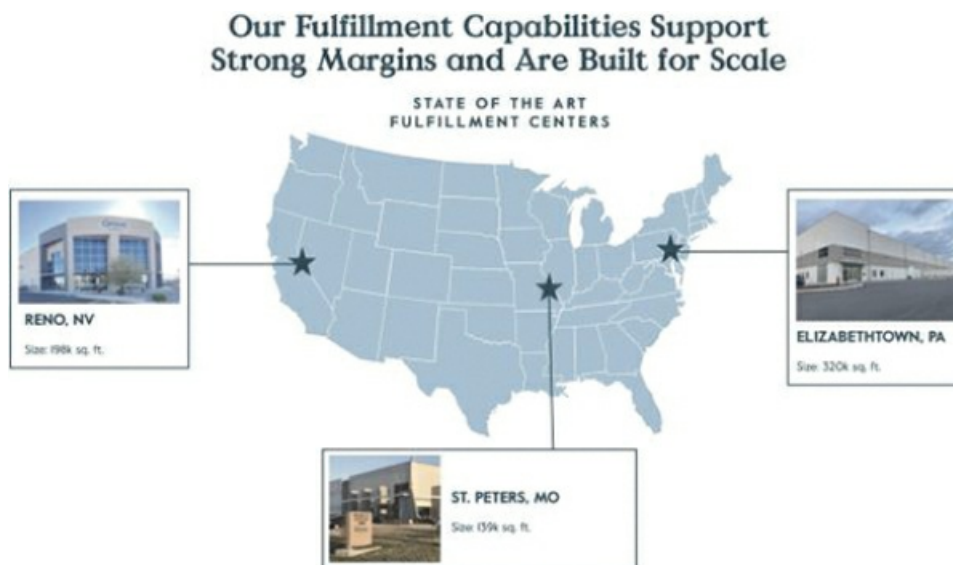 Our Fulfillment Capabilities Support
Strong Margins and Are Built for Scale
STATE OF THE ART
FULFILLMENT CENTERS
RENO, NV
Size: 198k sq. ft.
ELIZABETHTOWN, PA
Size: 320k sq. ft.
ST. PETERS, MO
Size: 139k sq. ft.